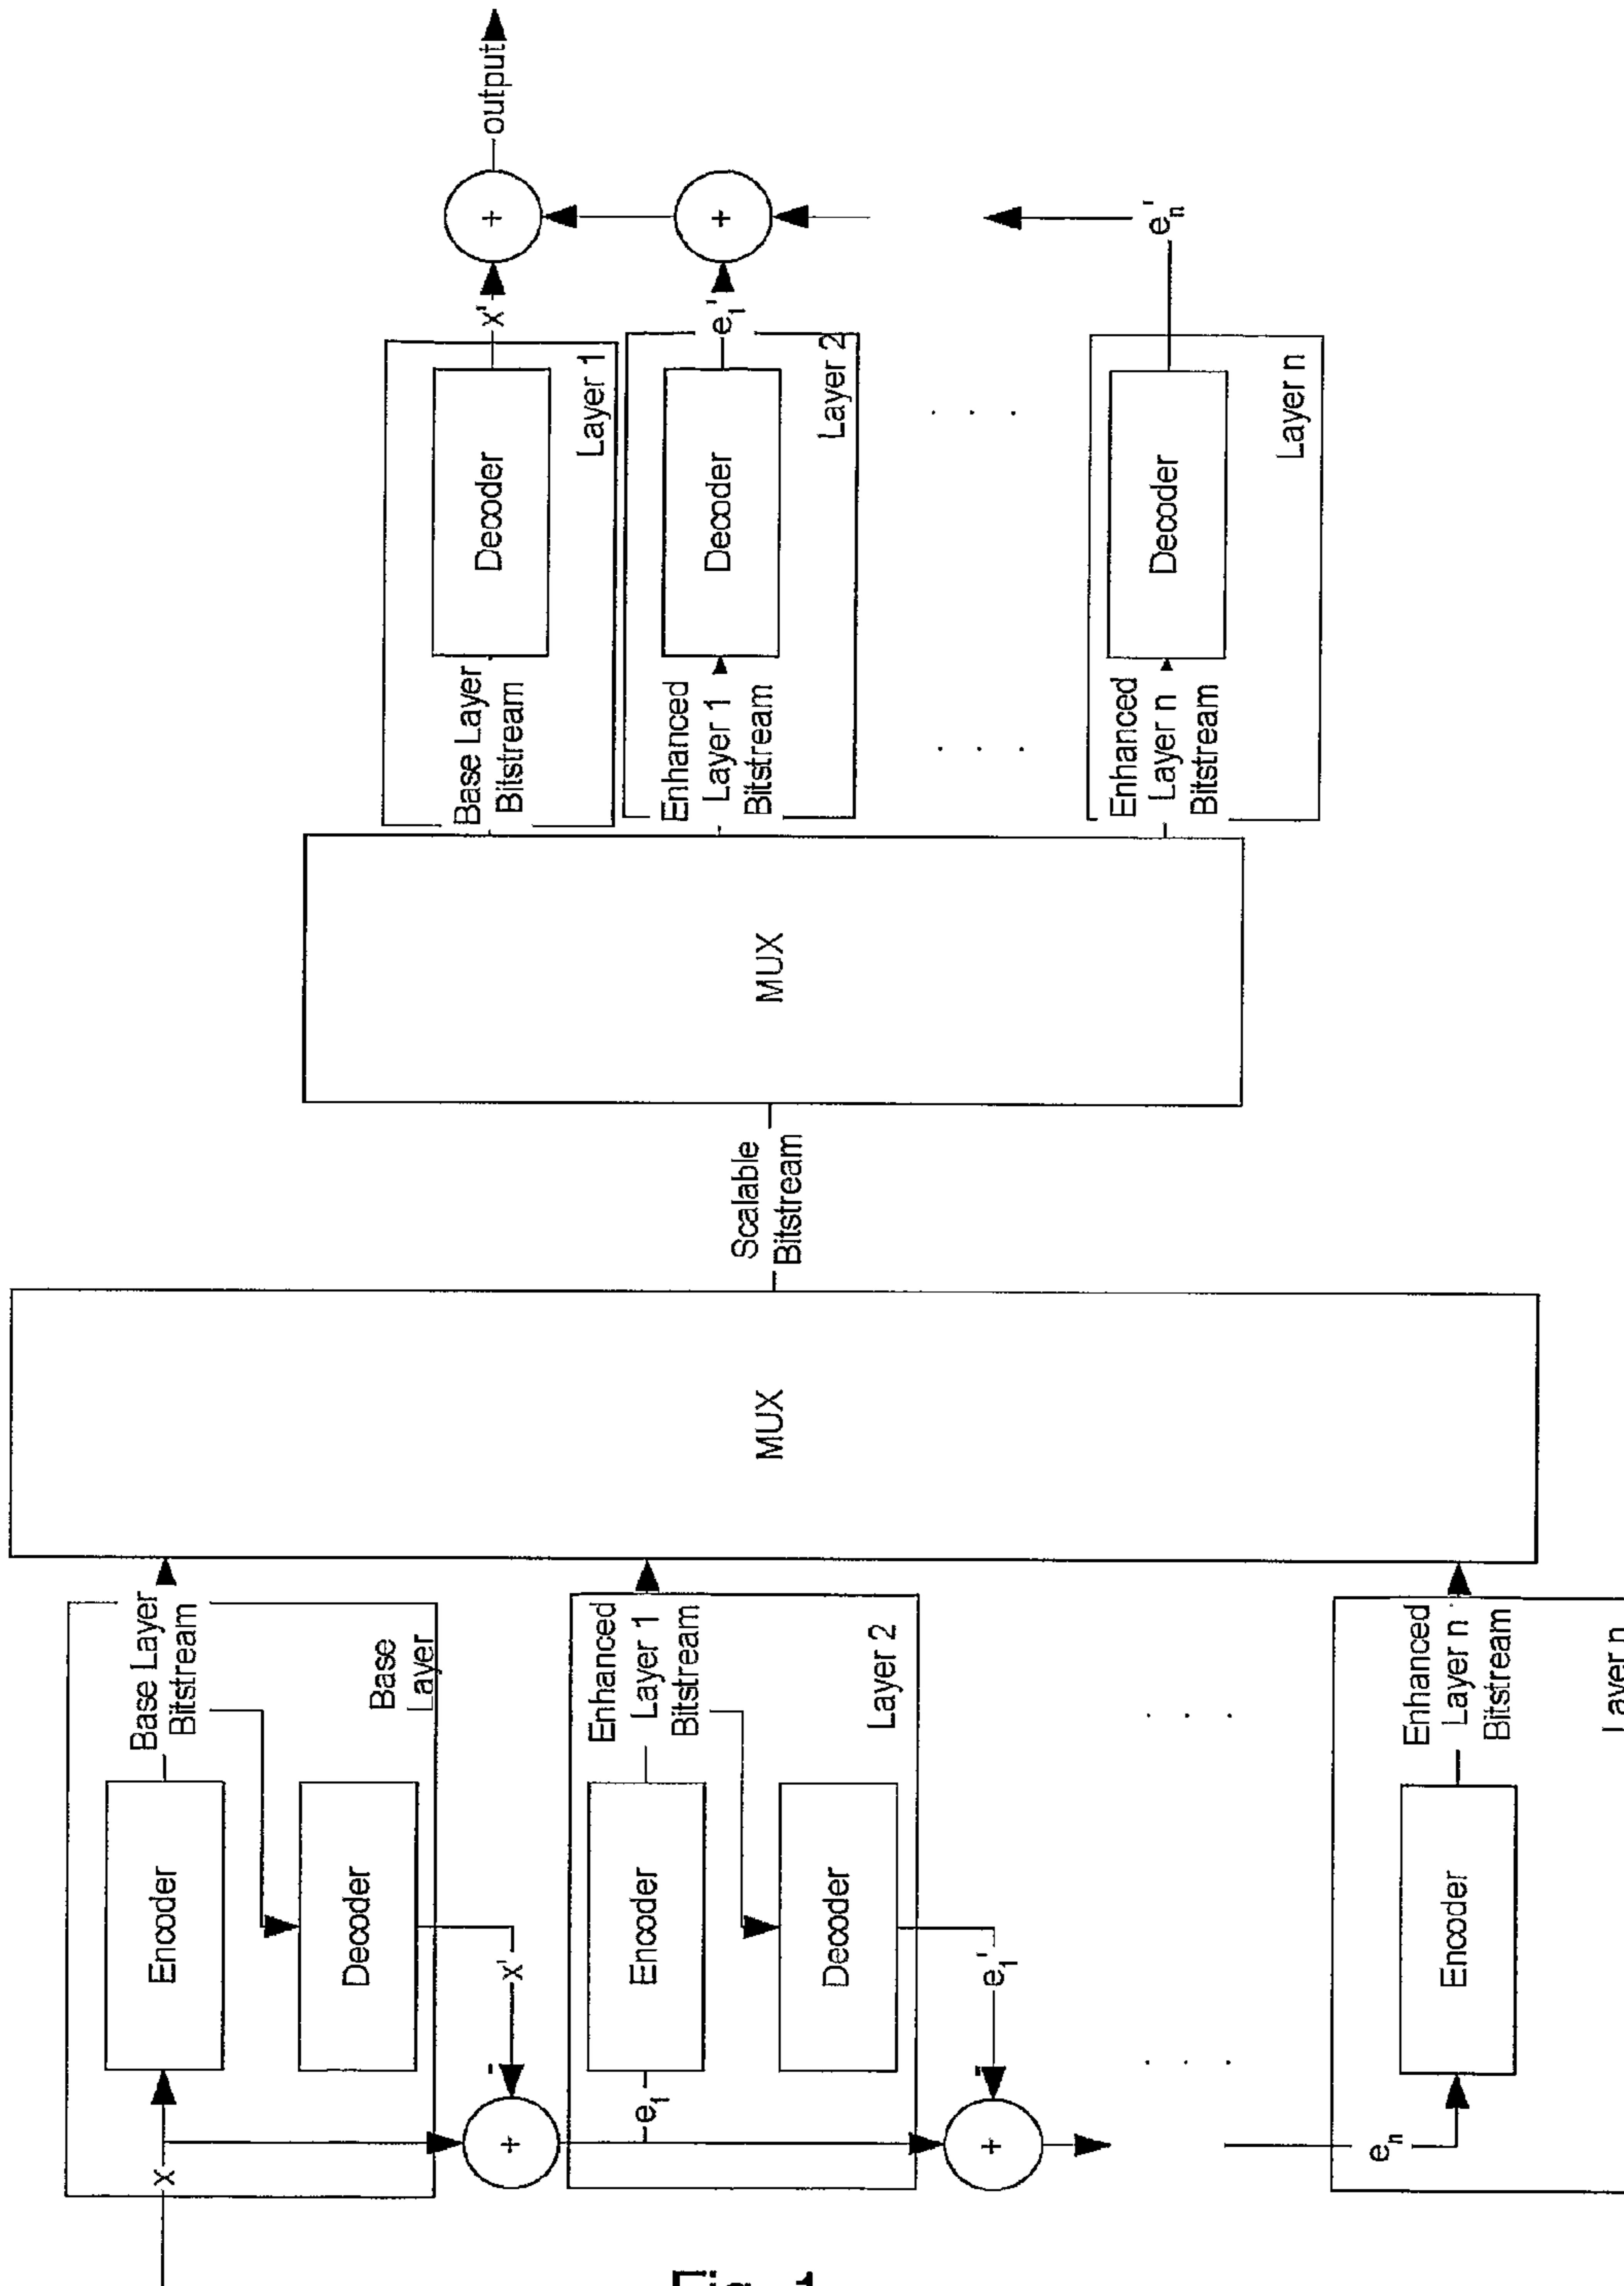 x
Encoder
Base Layer
Bitstream
Decoder
Base
Layer
x'
-
+
e1
Encoder
Enhanced
Layer 1
Bitstream
Decoder
Layer 2
e1'
-
+
. . .
. . .
en
Encoder
Enhanced
Layer n
Bitstream
Layer n
MUX
Scalable
Bitstream
MUX
Base Layer
Bitstream
Decoder
Layer 1
x'
+
output
Enhanced
Layer 1
Bitstream
Decoder
Layer 2
e1'
+
. . .
. . .
Enhanced
Layer n
Bitstream
Decoder
Layer n
en'
Fig. 1